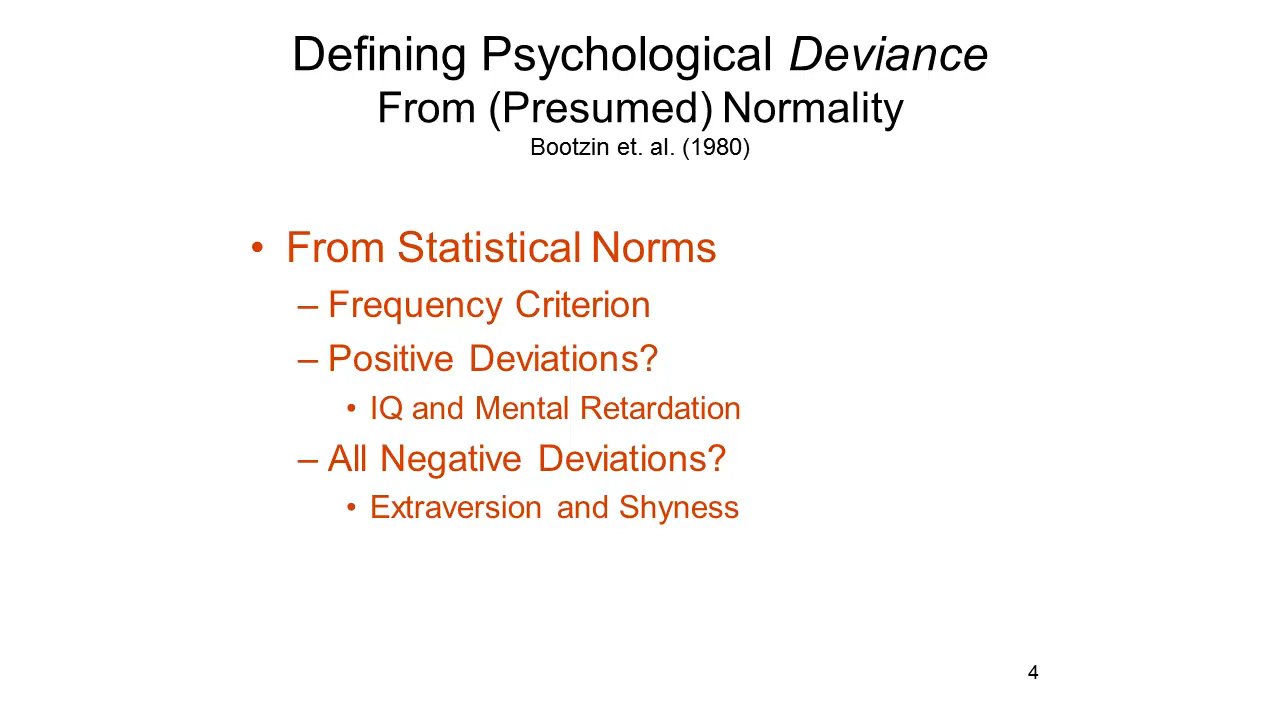 Defining Psychological Deviance
From (Presumed) Normality
Bootzin et. al. (1980)
• From Statistical Norms
– Frequency Criterion
– Positive Deviations?
• IQ and Mental Retardation
– All Negative Deviations?
• Extraversion and Shyness
4